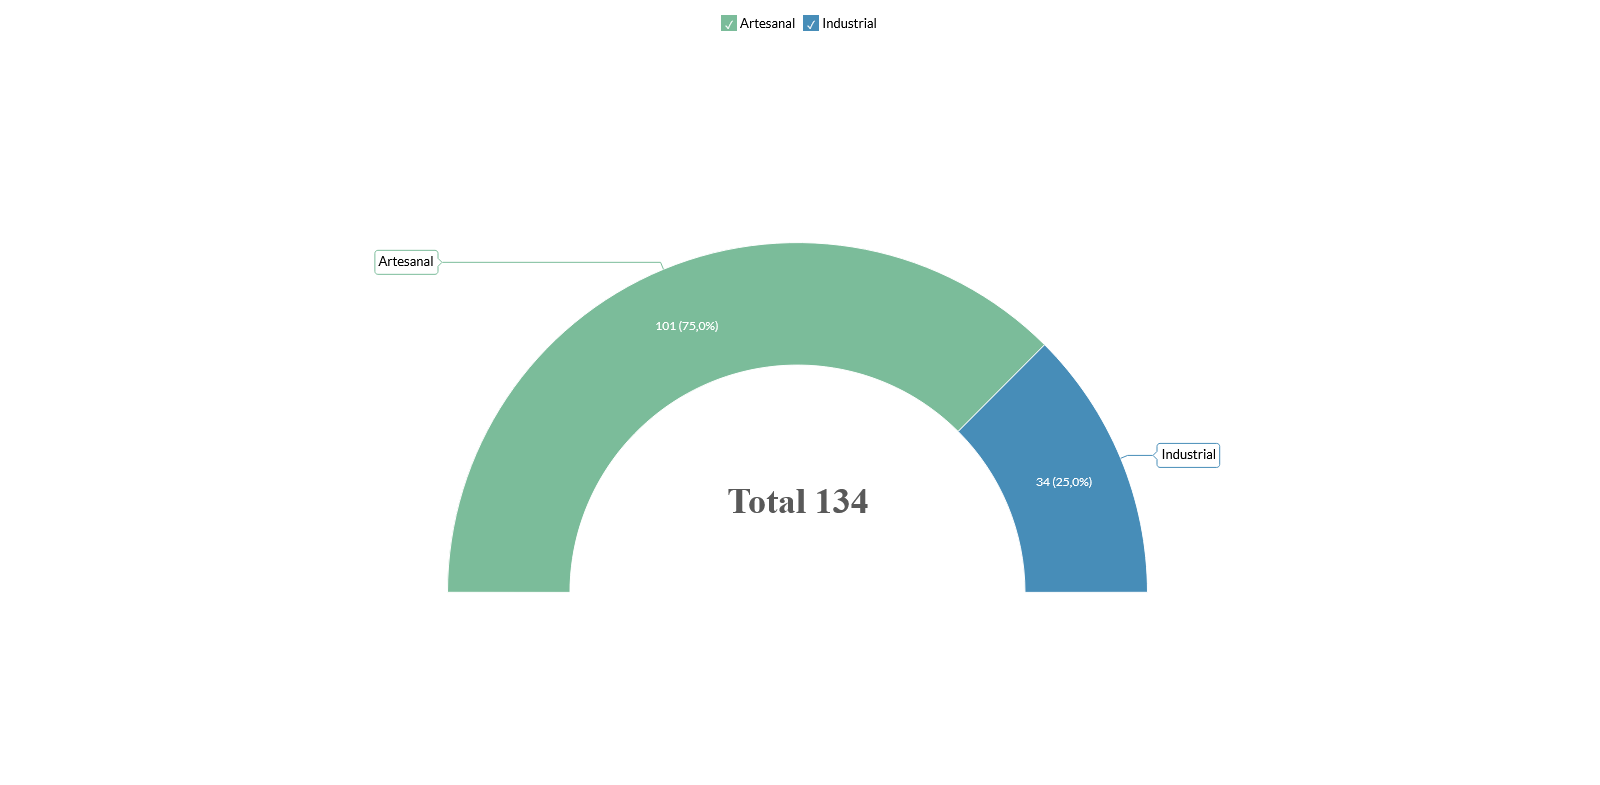 Artesanal Industrial
Artesanal
101 (75,0%)
Industrial
34 (25,0%)
Total 134